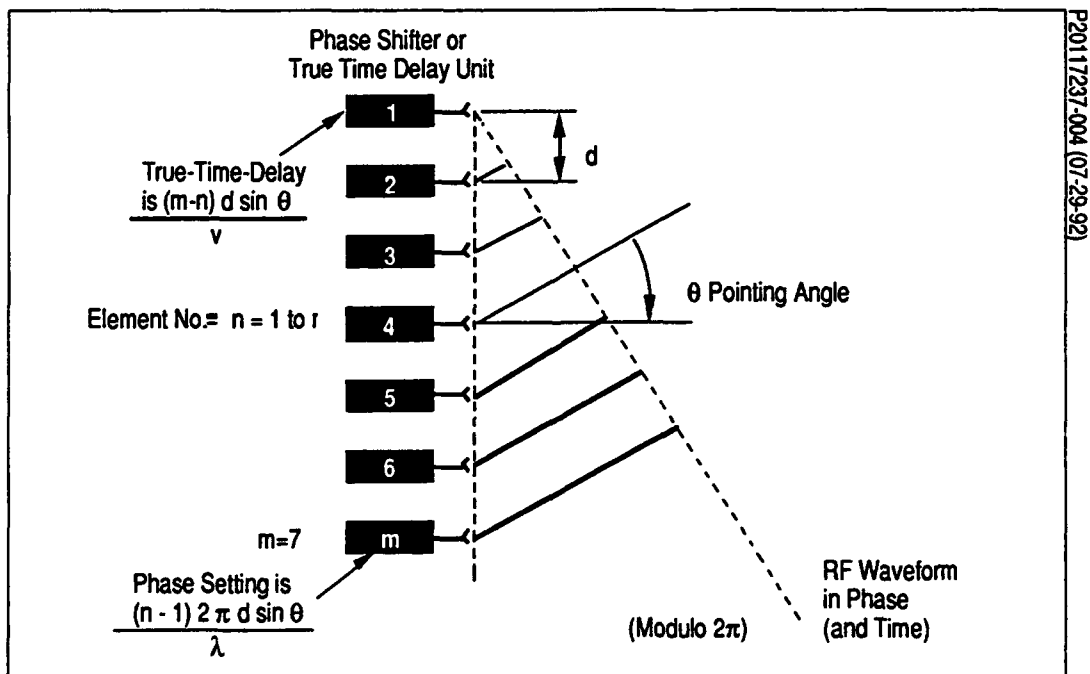 Phase Shifter or
True Time Delay Unit
1
True-Time-Delay
is (m-n) d sin θ
v
2
d
3
Element No.= n = 1 to r
4
θ Pointing Angle
5
6
m=7
m
Phase Setting is
(n - 1) 2 π d sin θ
λ
(Modulo 2π)
RF Waveform
in Phase
(and Time)
P20117237-004 (07-29-92)